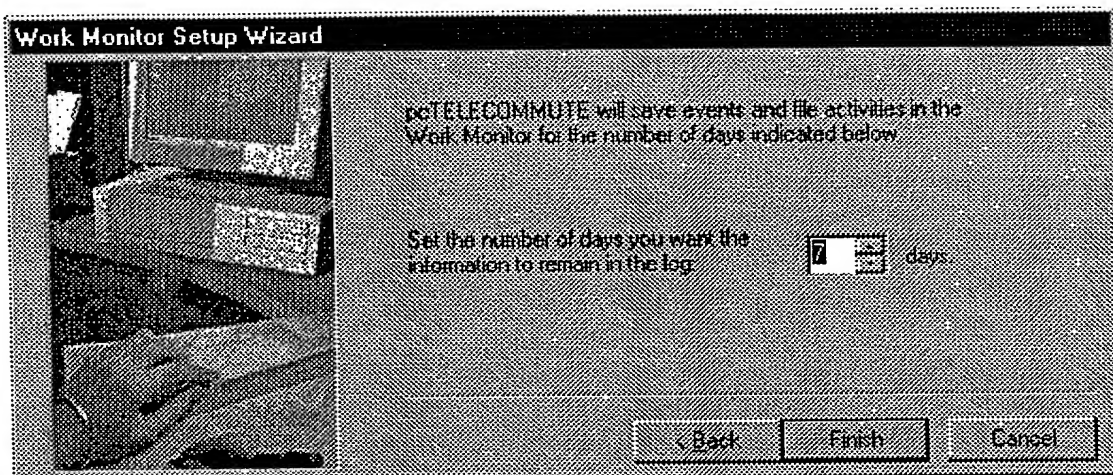 Work Monitor Setup Wizard
pcTELECOMMUTE will save events and file activities in the
Work Monitor for the number of days indicated below.
Set the number of days you want the
information to remain in the log:
7 days.
< Back Finish Cancel